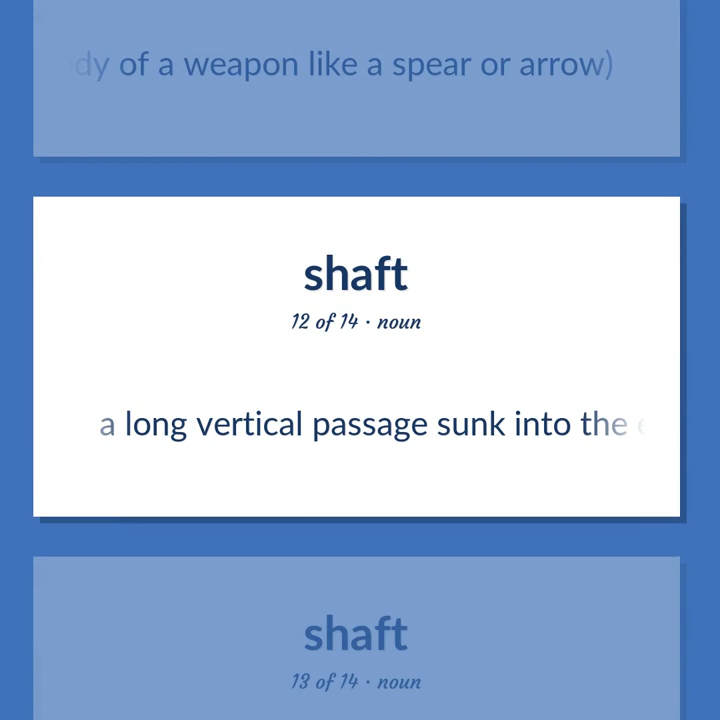 of a weapon like a spear or arrow)
shaft
12 of 14 · noun
a long vertical passage sunk into the
shaft
13 of 14 · noun